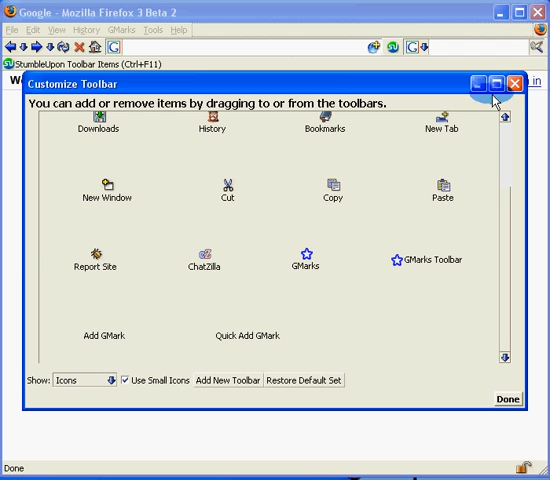 Google - Mozilla Firefox 3 Beta 2
File Edit View History GMarks Tools Help
StumbleUpon Toolbar Items (Ctrl+F11)
Customize Toolbar
You can add or remove items by dragging to or from the toolbars.
Downloads History Bookmarks New Tab
New Window Cut Copy Paste
Report Site ChatZilla GMarks GMarks Toolbar
Add GMark Quick Add GMark
Show: Icons Use Small Icons Add New Toolbar Restore Default Set
Done
Done